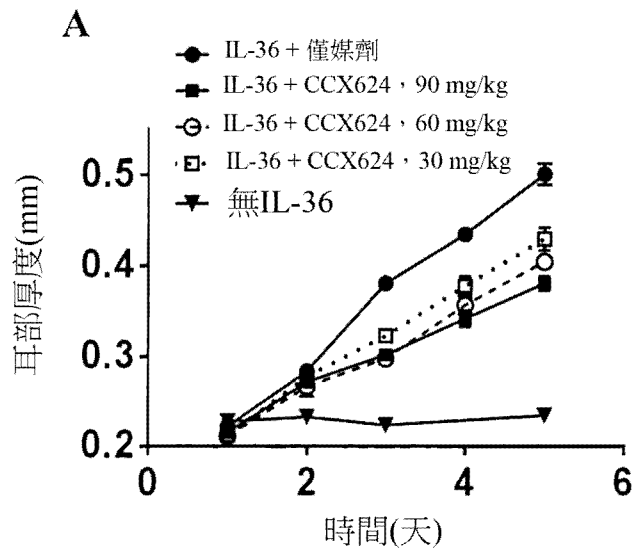 A
IL-36 + 僅媒劑
IL-36 + CCX624，90 mg/kg
IL-36 + CCX624，60 mg/kg
IL-36 + CCX624，30 mg/kg
無IL-36
耳部厚度(mm)
0.5
0.4
0.3
0.2
0 2 4 6
時間(天)